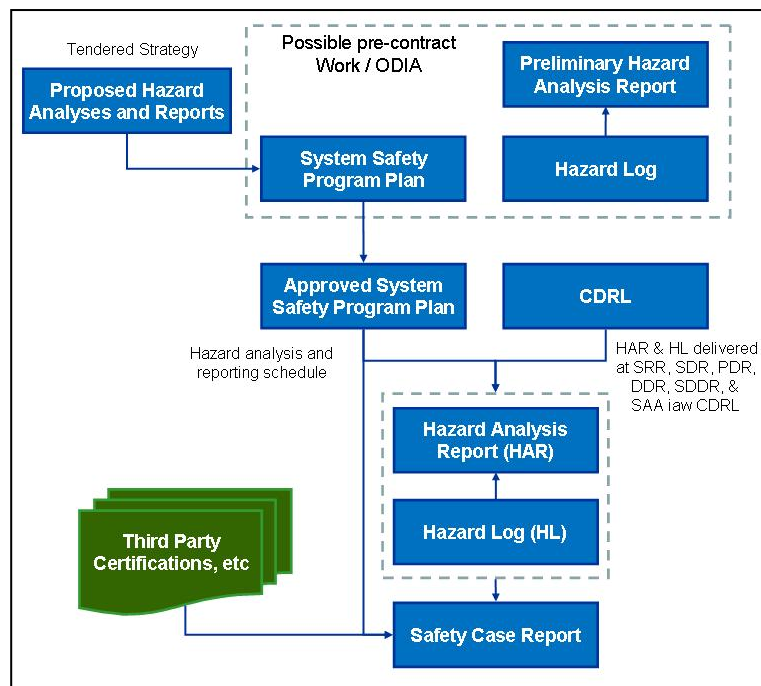 Tendered Strategy
Proposed Hazard
Analyses and Reports
Possible pre-contract
Work / ODIA
Preliminary Hazard
Analysis Report
System Safety
Program Plan
Hazard Log
Approved System
Safety Program Plan
CDRL
Hazard analysis and
reporting schedule
HAR & HL delivered
at SRR, SDR, PDR,
DDR, SDDR, &
SAA iaw CDRL
Hazard Analysis
Report (HAR)
Hazard Log (HL)
Third Party
Certifications, etc
Safety Case Report